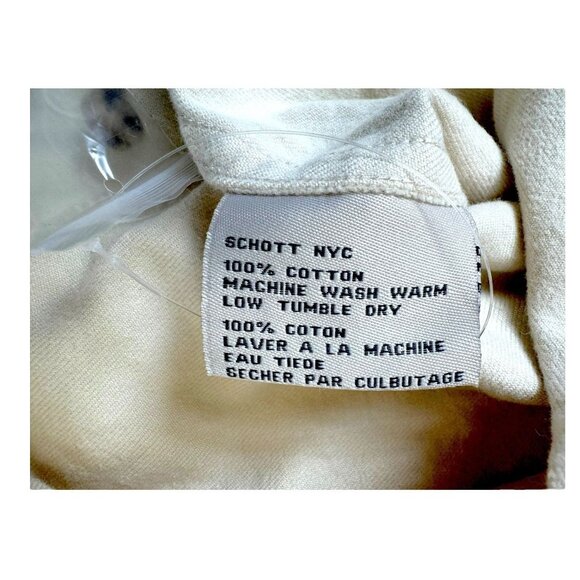 SCHOTT NYC
100% COTTON
MACHINE WASH WARM
LOW TUMBLE DRY
100% COTON
LAVER A LA MACHINE
EAU TIEDE
SECHER PAR CULBUTAGE